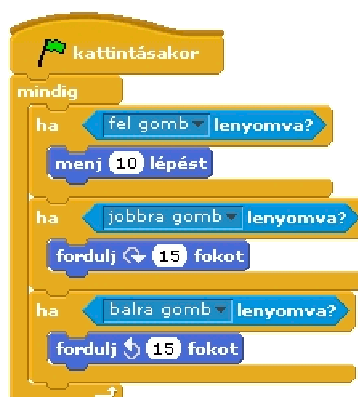 kattintásakor
mindig
ha fel gomb lenyomva?
menj 10 lépést
ha jobbra gomb lenyomva?
fordulj 15 fokot
ha balra gomb lenyomva?
fordulj 15 fokot